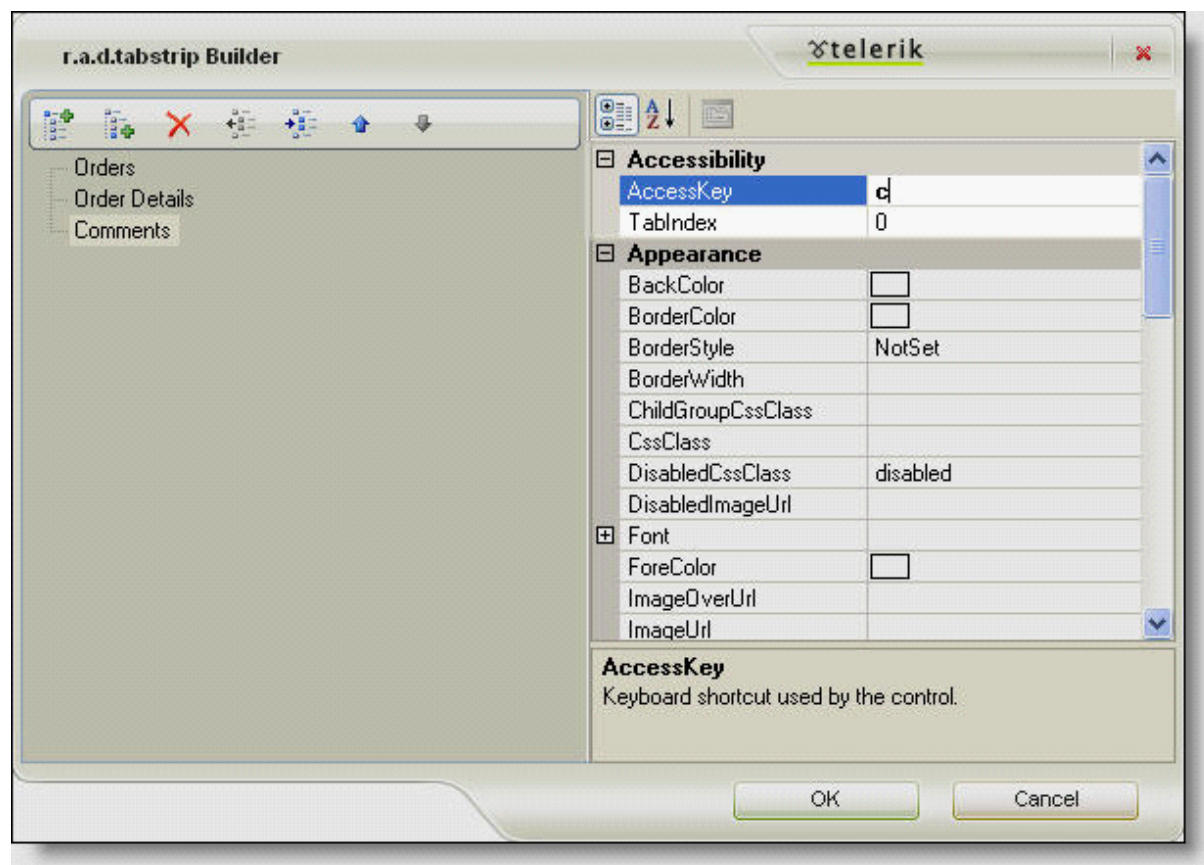 r.a.d.tabstrip Builder
telerik
Orders
Order Details
Comments
Accessibility
AccessKey c
TabIndex 0
Appearance
BackColor
BorderColor
BorderStyle NotSet
BorderWidth
ChildGroupCssClass
CssClass
DisabledCssClass disabled
DisabledImageUrl
Font
ForeColor
ImageOverUrl
ImageUrl
AccessKey
Keyboard shortcut used by the control.
OK Cancel